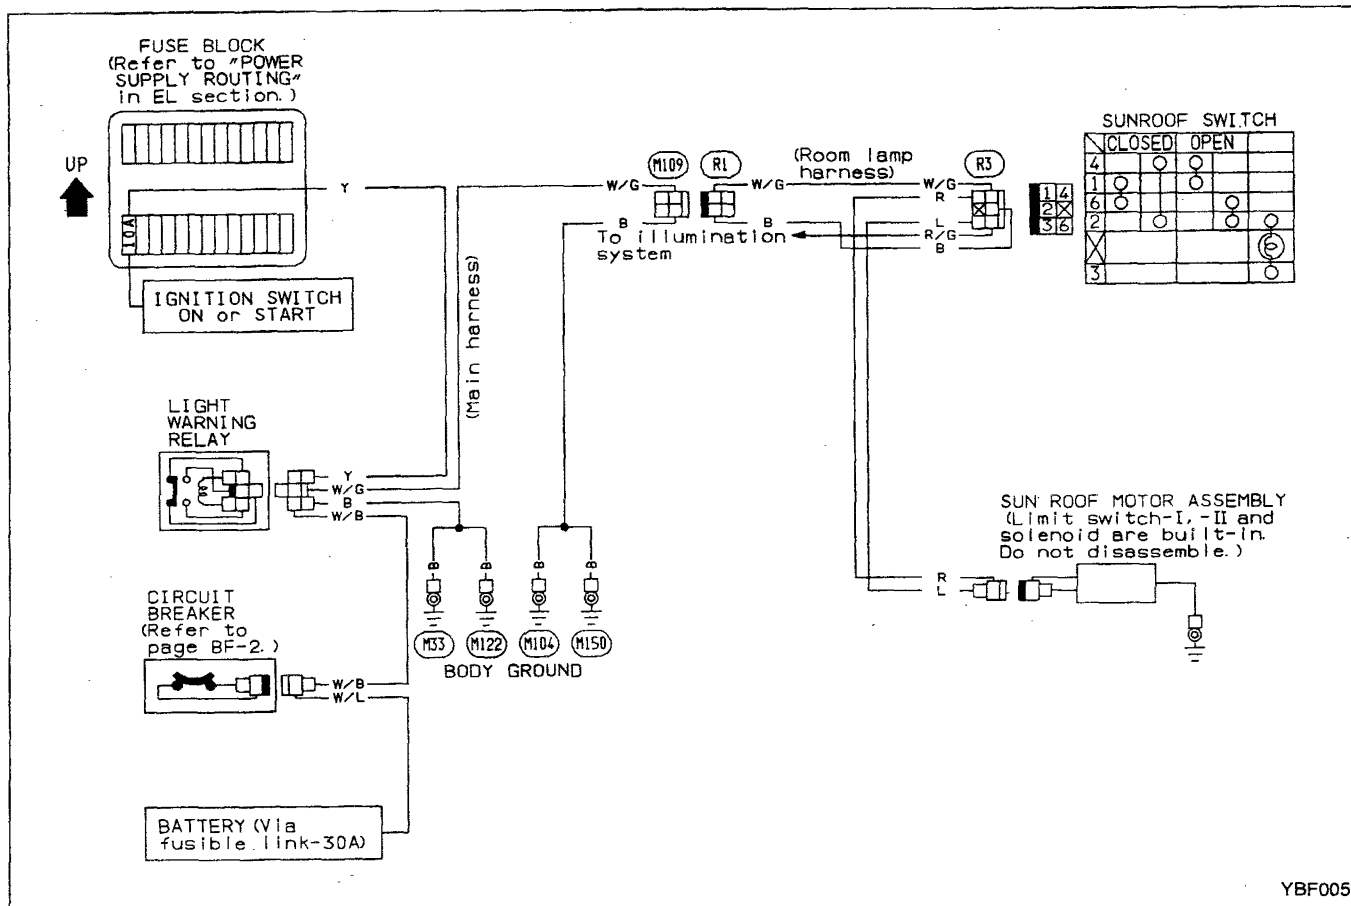 FUSE BLOCK
(Refer to "POWER
SUPPLY ROUTING"
in EL section.)
UP
10A
Y
IGNITION SWITCH
ON or START
(Main harness)
M109
R1
(Room lamp
harness)
R3
W/G
W/G
W/G
R
B
B
L
R/G
B
To illumination
system
1 4
2
3 6
SUNROOF SWITCH
CLOSED OPEN
4
1
6
2
3
LIGHT
WARNING
RELAY
Y
W/G
B
W/B
B
B
B
B
M33
M122
M104
M150
BODY GROUND
SUN ROOF MOTOR ASSEMBLY
(Limit switch-I, -II and
solenoid are built-in.
Do not disassemble.)
R
L
CIRCUIT
BREAKER
(Refer to
page BF-2.)
W/B
W/L
BATTERY (Via
fusible link-30A)
YBF005